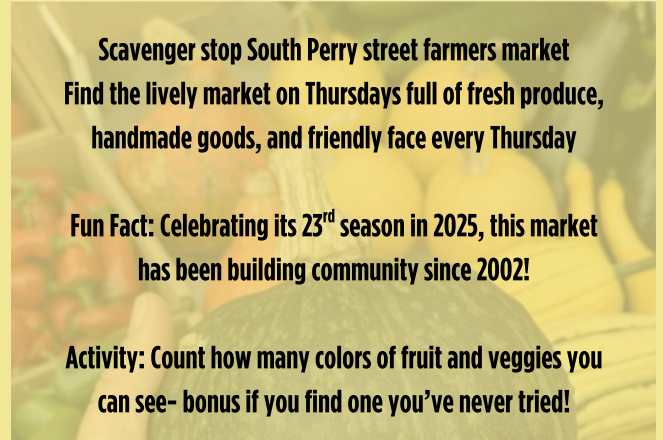 Scavenger stop South Perry street farmers market
Find the lively market on Thursdays full of fresh produce,
handmade goods, and friendly face every Thursday
Fun Fact: Celebrating its 23rd season in 2025, this market
has been building community since 2002!
Activity: Count how many colors of fruit and veggies you
can see- bonus if you find one you’ve never tried!